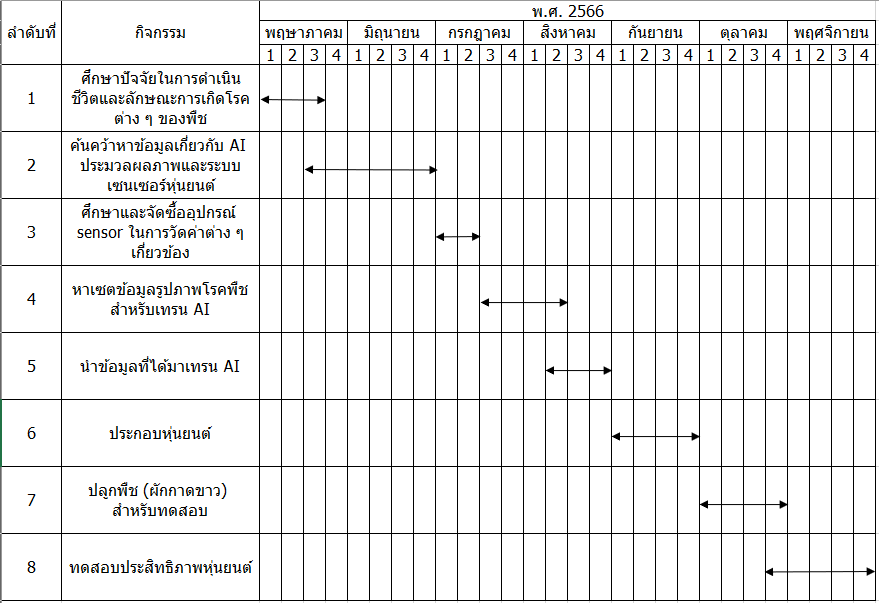 พ.ศ. 2566
ลำดับที่ กิจกรรม
พฤษภาคม มิถุนายน กรกฎาคม สิงหาคม กันยายน ตุลาคม พฤศจิกายน
1 2 3 4 1 2 3 4 1 2 3 4 1 2 3 4 1 2 3 4 1 2 3 4 1 2 3 4
ศึกษาปัจจัยในการดำเนิน
1 ชีวิตและลักษณะการเกิดโรค
ต่าง ๆ ของพืช
ค้นคว้าหาข้อมูลเกี่ยวกับ AI
2 ประมวลผลภาพและระบบ
เซนเซอร์หุ่นยนต์
ศึกษาและจัดซื้ออุปกรณ์
3 sensor ในการวัดค่าต่าง ๆ
เกี่ยวข้อง
4 หาเซตข้อมูลรูปภาพโรคพืช
สำหรับเทรน AI
5 นำข้อมูลที่ได้มาเทรน AI
6 ประกอบหุ่นยนต์
7 ปลูกพืช (ผักกาดขาว)
สำหรับทดสอบ
8 ทดสอบประสิทธิภาพหุ่นยนต์